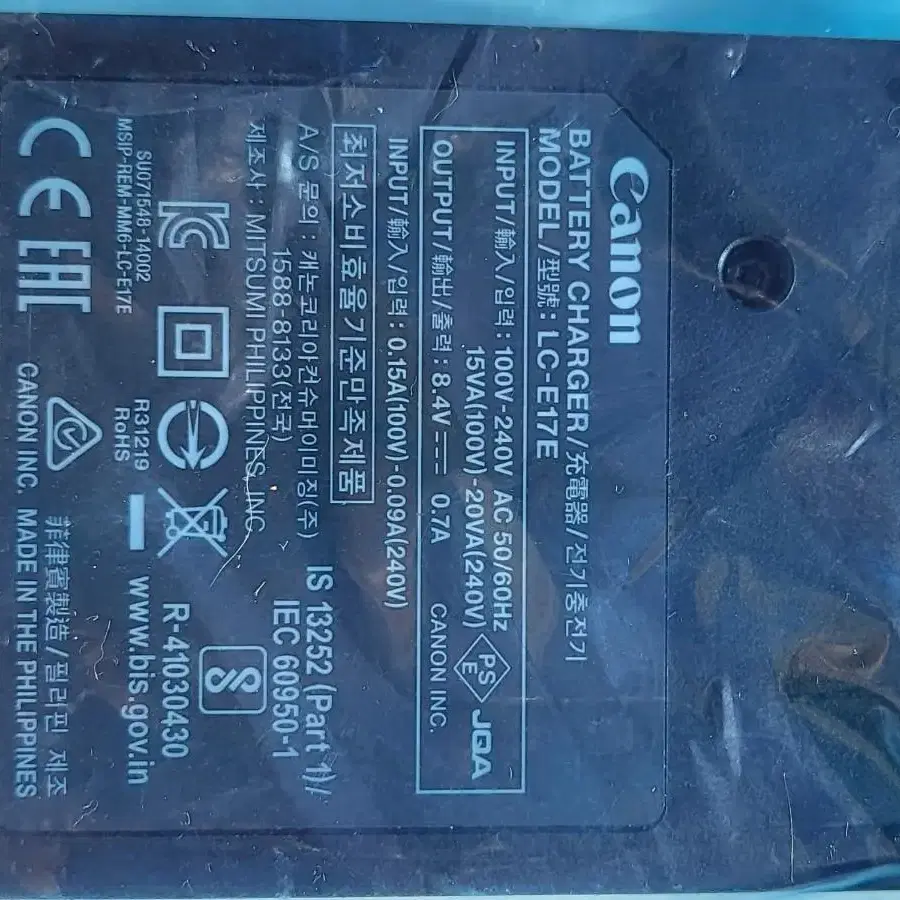 Canon
BATTERY CHARGER/充電器/전기충전기
MODEL/型號: LC-E17E
INPUT/輸入/입력: 100V-240V AC 50/60Hz
15VA(100V)-20VA(240V)
PS
E
JQA
OUTPUT/輸出/출력: 8.4V 0.7A CANON INC.
INPUT/輸入/입력: 0.15A(100V)-0.09A(240V)
최저소비효율기준만족제품
A/S 문의 : 캐논코리아컨슈머이미징(주)
1588-8133(전국)
제조사 : MITSUMI PHILIPPINES, INC.
IS 13252 (Part 1)/
IEC 60950-1
R-41030430
www.bis.gov.in
R31219
RoHS
SU071548-14002
MSIP-REM-MM6-LC-E17E
CE EAC
菲律賓製造/필리핀 제조
CANON INC. MADE IN THE PHILIPPINES